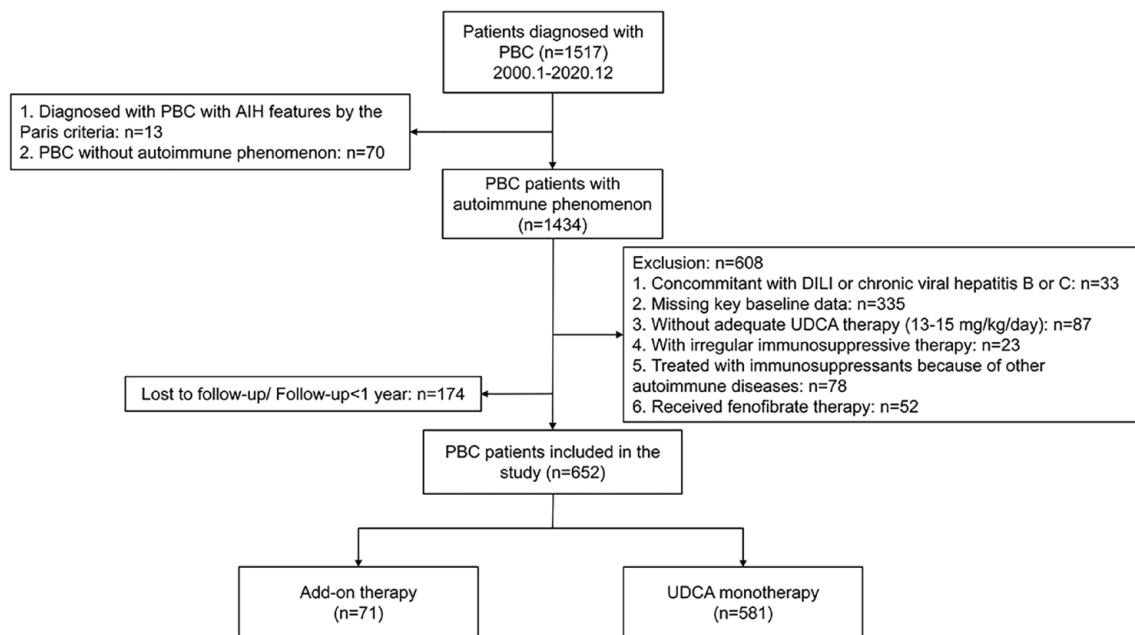 Patients diagnosed with
PBC (n=1517)
2000.1-2020.12
1. Diagnosed with PBC with AIH features by the
Paris criteria: n=13
2. PBC without autoimmune phenomenon: n=70
PBC patients with
autoimmune phenomenon
(n=1434)
Exclusion: n=608
1. Concommitant with DILI or chronic viral hepatitis B or C: n=33
2. Missing key baseline data: n=335
3. Without adequate UDCA therapy (13-15 mg/kg/day): n=87
4. With irregular immunosuppressive therapy: n=23
5. Treated with immunosuppressants because of other
autoimmune diseases: n=78
6. Received fenofibrate therapy: n=52
Lost to follow-up/ Follow-up<1 year: n=174
PBC patients included in the
study (n=652)
Add-on therapy
(n=71)
UDCA monotherapy
(n=581)